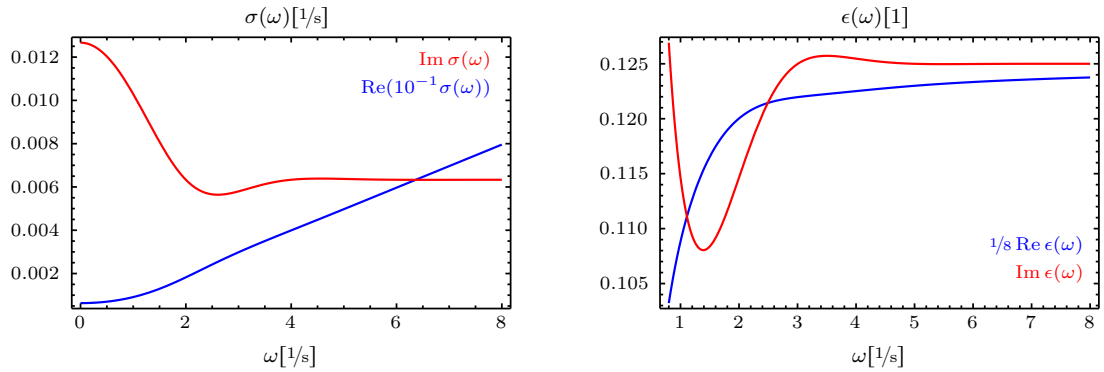 σ(ω)[1/s]
0.012
0.010
0.008
0.006
0.004
0.002
Im σ(ω)
Re(10⁻¹σ(ω))
0 2 4 6 8
ω[1/s]
ϵ(ω)[1]
0.125
0.120
0.115
0.110
0.105
1/8 Re ϵ(ω)
Im ϵ(ω)
1 2 3 4 5 6 7 8
ω[1/s]